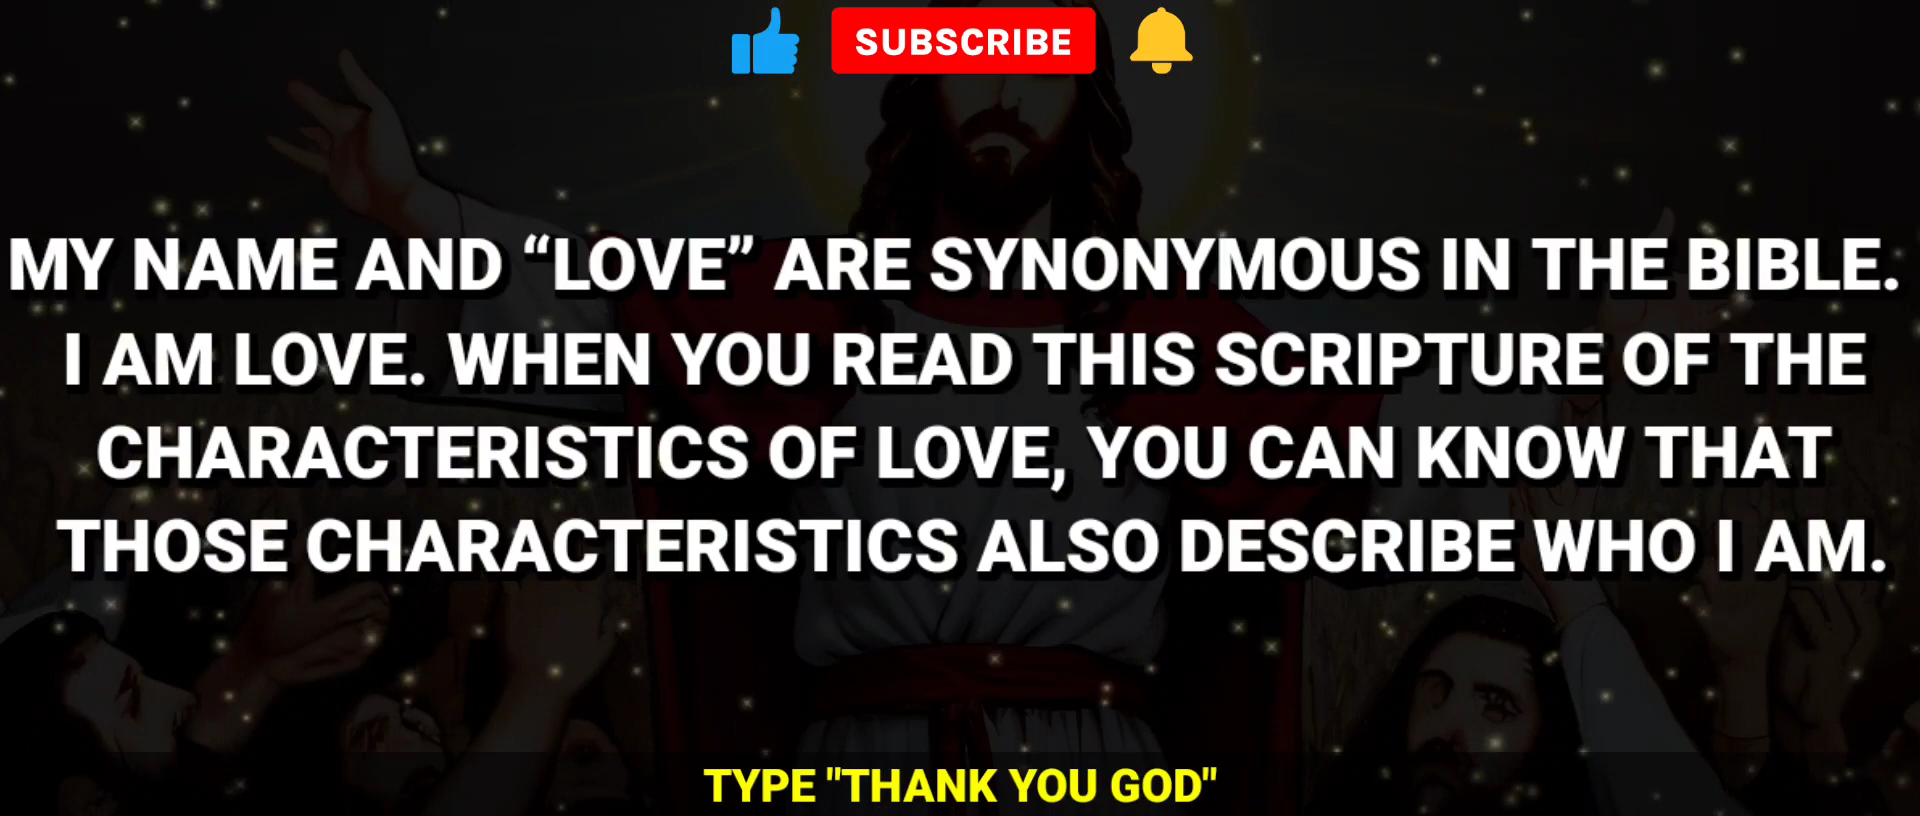 SUBSCRIBE
MY NAME AND “LOVE” ARE SYNONYMOUS IN THE BIBLE.
I AM LOVE. WHEN YOU READ THIS SCRIPTURE OF THE
CHARACTERISTICS OF LOVE, YOU CAN KNOW THAT
THOSE CHARACTERISTICS ALSO DESCRIBE WHO I AM.
TYPE "THANK YOU GOD"